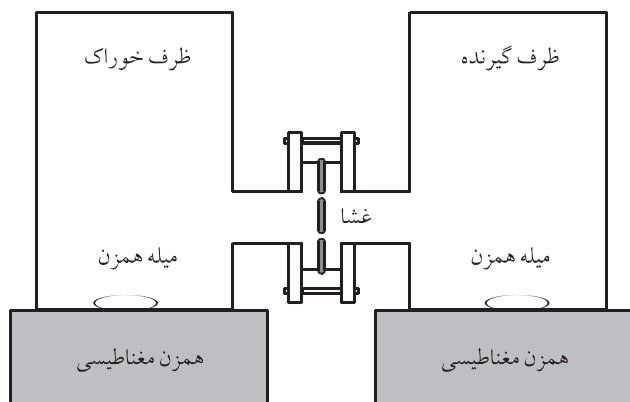 ظرف گیرنده
ظرف خوراک
غشا
میله همزن
میله همزن
همزن مغناطیسی
همزن مغناطیسی